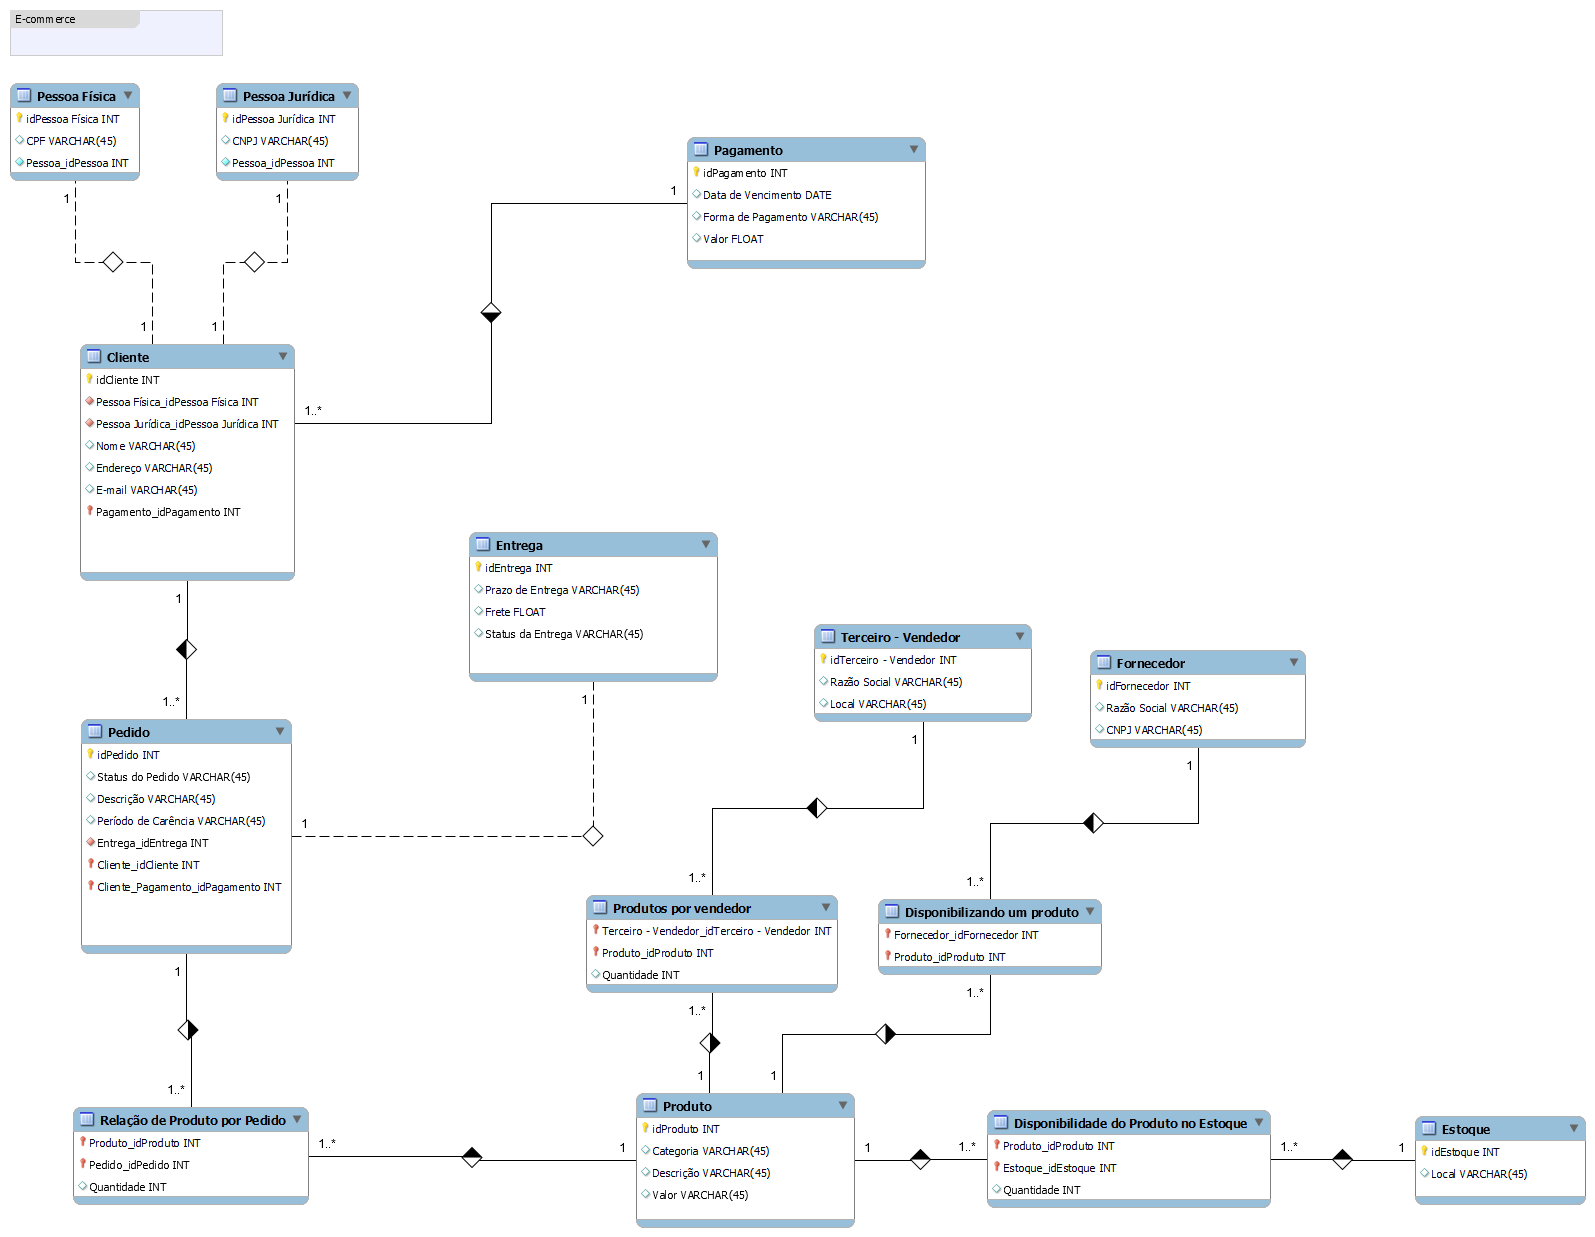 E-commerce
Pessoa Física
idPessoa Física INT
CPF VARCHAR(45)
Pessoa_idPessoa INT
1
1
Pessoa Jurídica
idPessoa Jurídica INT
CNPJ VARCHAR(45)
Pessoa_idPessoa INT
1
1
Pagamento
idPagamento INT
Data de Vencimento DATE
Forma de Pagamento VARCHAR(45)
Valor FLOAT
1
1..*
Cliente
idCliente INT
Pessoa Física_idPessoa Física INT
Pessoa Jurídica_idPessoa Jurídica INT
Nome VARCHAR(45)
Endereço VARCHAR(45)
E-mail VARCHAR(45)
Pagamento_idPagamento INT
1
1..*
Entrega
idEntrega INT
Prazo de Entrega VARCHAR(45)
Frete FLOAT
Status da Entrega VARCHAR(45)
1
1
Terceiro - Vendedor
idTerceiro - Vendedor INT
Razão Social VARCHAR(45)
Local VARCHAR(45)
1
1..*
Fornecedor
idFornecedor INT
Razão Social VARCHAR(45)
CNPJ VARCHAR(45)
1
1..*
Pedido
idPedido INT
Status do Pedido VARCHAR(45)
Descrição VARCHAR(45)
Período de Carência VARCHAR(45)
Entrega_idEntrega INT
Cliente_idCliente INT
Cliente_Pagamento_idPagamento INT
1
1..*
Produtos por vendedor
Terceiro - Vendedor_idTerceiro - Vendedor INT
Produto_idProduto INT
Quantidade INT
1..*
1
Disponibilizando um produto
Fornecedor_idFornecedor INT
Produto_idProduto INT
1..*
1
Relação de Produto por Pedido
Produto_idProduto INT
Pedido_idPedido INT
Quantidade INT
1..*
1
Produto
idProduto INT
Categoria VARCHAR(45)
Descrição VARCHAR(45)
Valor VARCHAR(45)
1
1..*
Disponibilidade do Produto no Estoque
Produto_idProduto INT
Estoque_idEstoque INT
Quantidade INT
1..*
1
Estoque
idEstoque INT
Local VARCHAR(45)